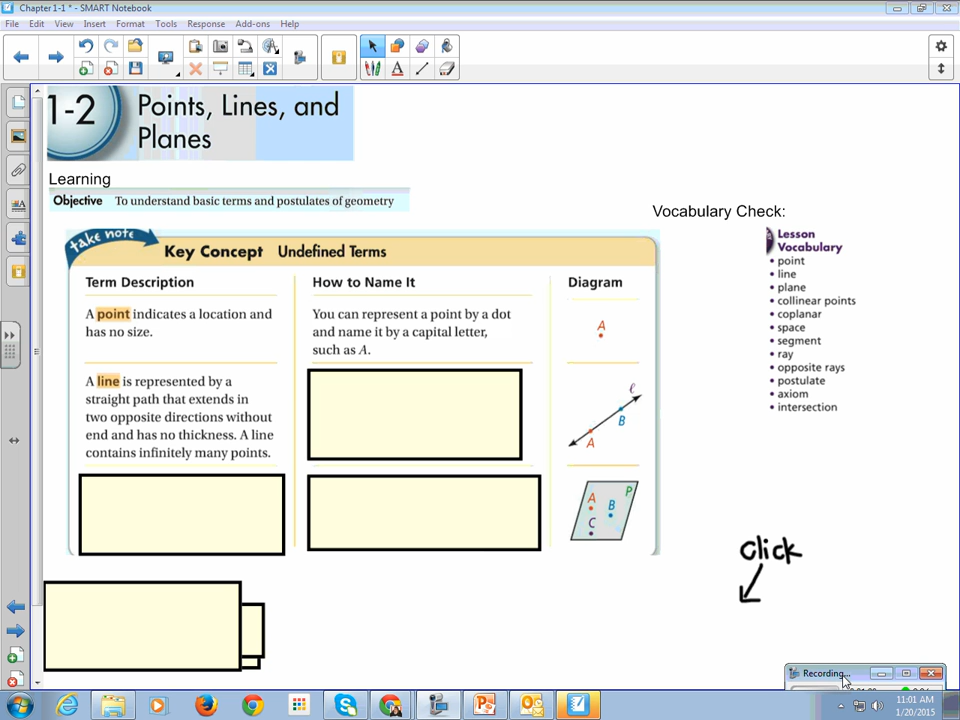 Chapter 1-1 * - SMART Notebook
File Edit View Insert Format Tools Response Add-ons Help
1-2 Points, Lines, and
Planes
Learning
Objective To understand basic terms and postulates of geometry
Vocabulary Check:
take note
Key Concept Undefined Terms
Term Description
How to Name It
Diagram
A point indicates a location and
has no size.
You can represent a point by a dot
and name it by a capital letter,
such as A.
A
A line is represented by a
straight path that extends in
two opposite directions without
end and has no thickness. A line
contains infinitely many points.
ℓ
B
A
A
P
B
C
Lesson
Vocabulary
• point
• line
• plane
• collinear points
• coplanar
• space
• segment
• ray
• opposite rays
• postulate
• axiom
• intersection
click
Recording...
11:01 AM
1/20/2015